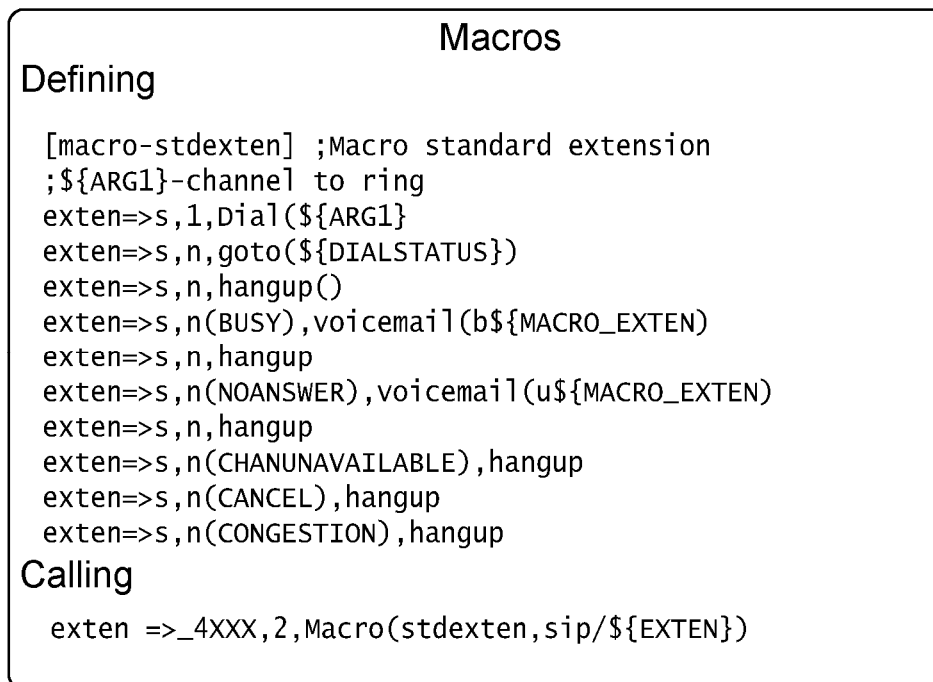 Macros
Defining
[macro-stdexten] ;Macro standard extension
;${ARG1}-channel to ring
exten=>s,1,Dial(${ARG1}
exten=>s,n,goto(${DIALSTATUS})
exten=>s,n,hangup()
exten=>s,n(BUSY),voicemail(b${MACRO_EXTEN)
exten=>s,n,hangup
exten=>s,n(NOANSWER),voicemail(u${MACRO_EXTEN)
exten=>s,n,hangup
exten=>s,n(CHANUNAVAILABLE),hangup
exten=>s,n(CANCEL),hangup
exten=>s,n(CONGESTION),hangup
Calling
exten =>_4XXX,2,Macro(stdexten,sip/${EXTEN})